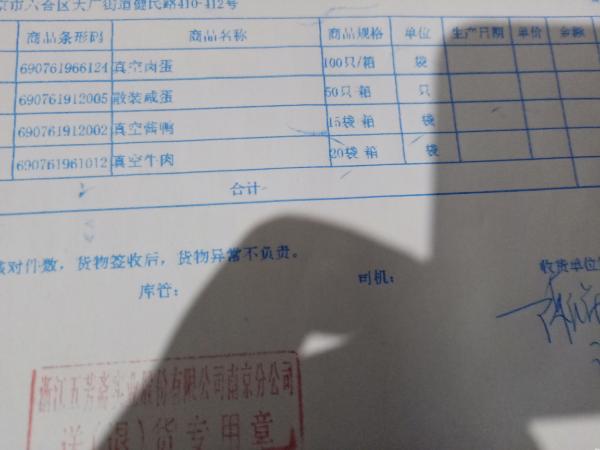 京市六合区大厂街道健民路410-412号
商品条形码 商品名称 商品规格 单位 生产日期 单价 金额
690761966124 真空卤蛋 100只/箱 袋
690761912005 散装咸蛋 50只 箱 只
690761912002 真空酱鸭 15袋 箱 袋
690761961012 真空牛肉 20袋 箱 袋
合计
核对件数，货物签收后，货物异常不负责。
收货单位
库管： 司机：
浙江五芳斋实业股份有限公司南京分公司
送(退)货专用章